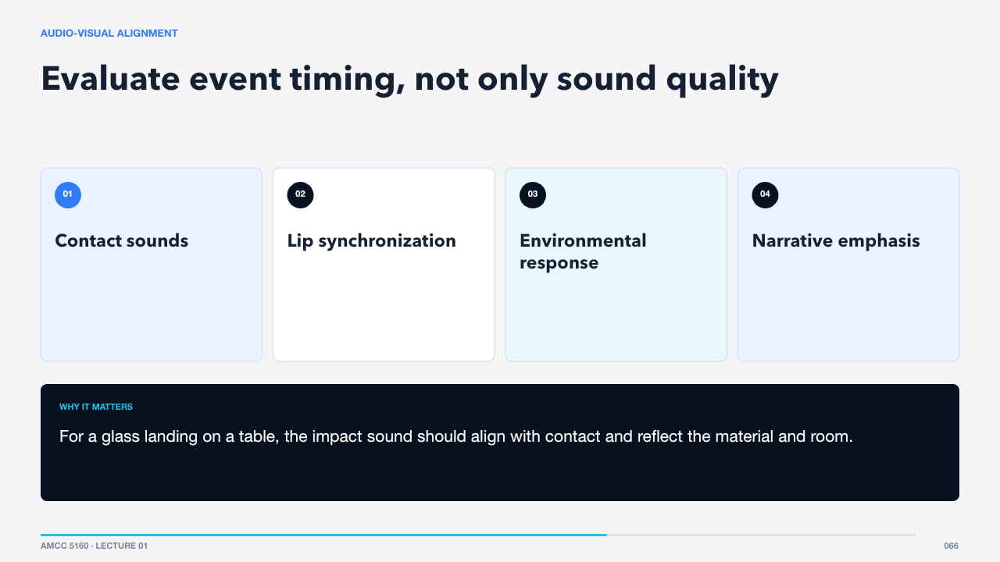 AUDIO-VISUAL ALIGNMENT
Evaluate event timing, not only sound quality
01
Contact sounds
02
Lip synchronization
03
Environmental
response
04
Narrative emphasis
WHY IT MATTERS
For a glass landing on a table, the impact sound should align with contact and reflect the material and room.
AMCC 5160 · LECTURE 01
066